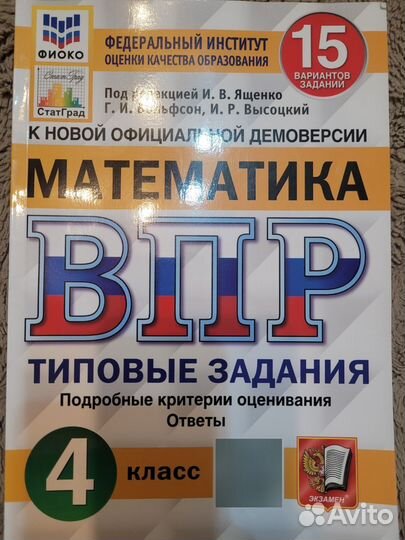 ФИОКО
СтатГрад
ФЕДЕРАЛЬНЫЙ ИНСТИТУТ
ОЦЕНКИ КАЧЕСТВА ОБРАЗОВАНИЯ
15
ВАРИАНТОВ
ЗАДАНИЙ
Под редакцией И. В. Ященко
Г. И. Вольфсон, И. Р. Высоцкий
К НОВОЙ ОФИЦИАЛЬНОЙ ДЕМОВЕРСИИ
МАТЕМАТИКА
ВПР
ТИПОВЫЕ ЗАДАНИЯ
Подробные критерии оценивания
Ответы
4 класс
ЭКЗАМЕН
Avito